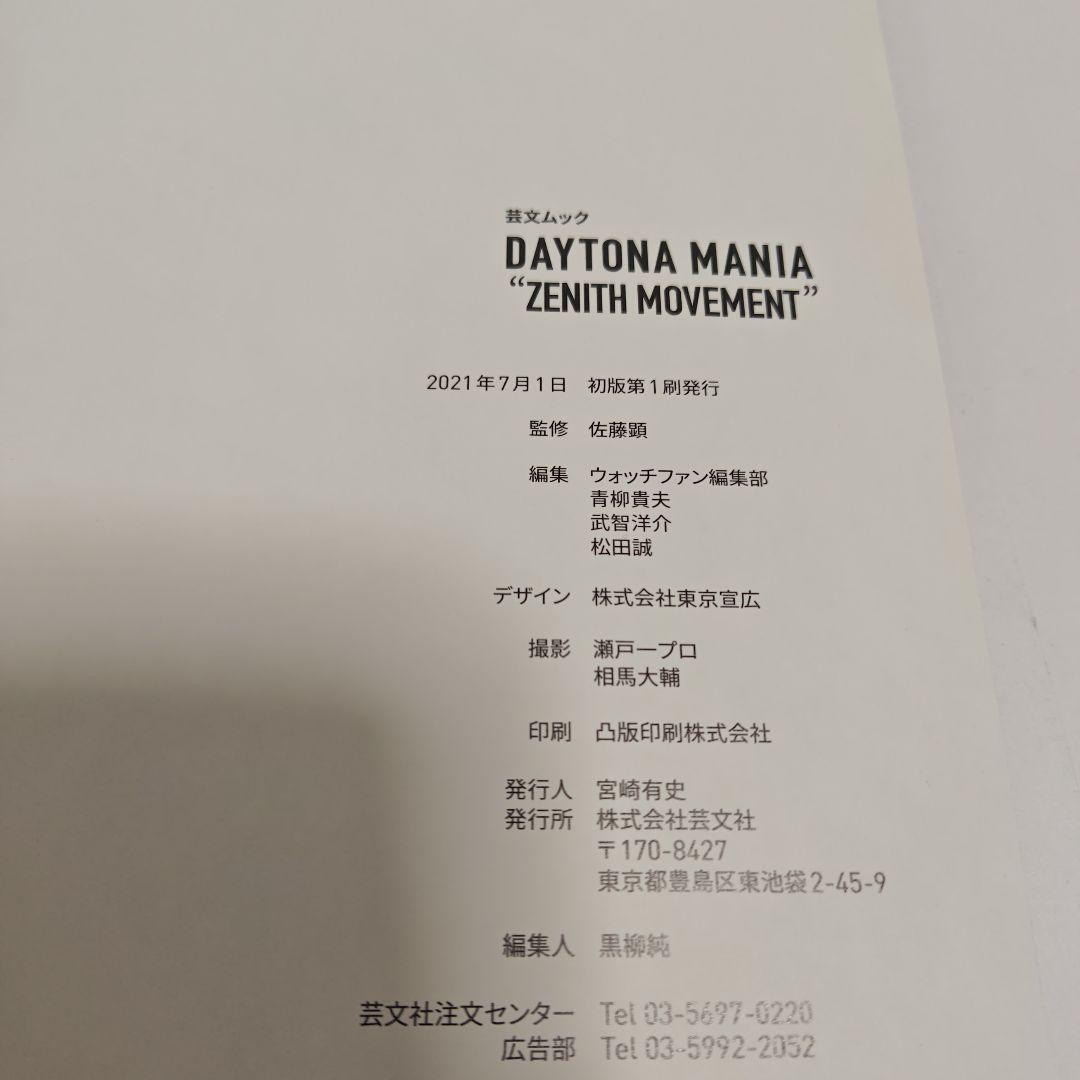 芸文ムック
DAYTONA MANIA
“ZENITH MOVEMENT”
2021年7月1日 初版第1刷発行
監修 佐藤顕
編集 ウォッチファン編集部
青柳貴夫
武智洋介
松田誠
デザイン 株式会社東京宣広
撮影 瀬戸一プロ
相馬大輔
印刷 凸版印刷株式会社
発行人 宮崎有史
発行所 株式会社芸文社
〒170-8427
東京都豊島区東池袋2-45-9
編集人 黒柳純
芸文社注文センター Tel 03-5697-0220
広告部 Tel 03-5992-2052